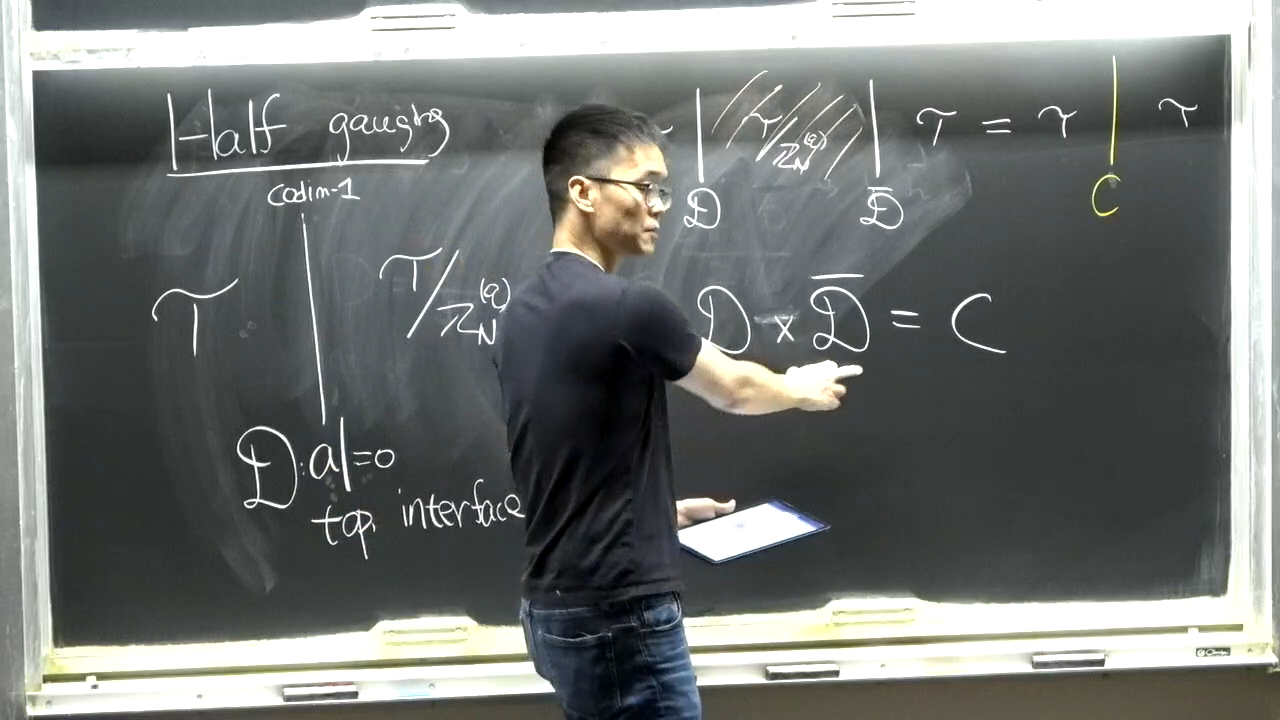 Half gauging
codim-1
T T/Z_N^(q)
D : a|=0
top. interface
T/Z_N^(q) T = T T
D D̅ C
D × D̅ = C